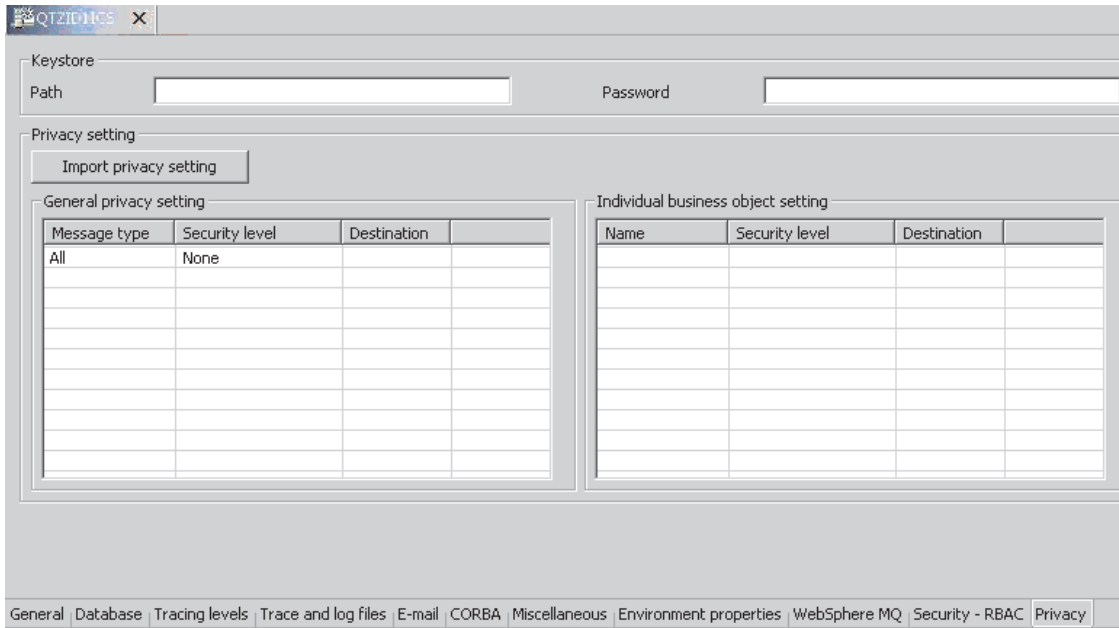 Keystore
Path Password
Privacy setting
Import privacy setting
General privacy setting
Message type Security level Destination
All None
Individual business object setting
Name Security level Destination
General Database Tracing levels Trace and log files E-mail CORBA Miscellaneous Environment properties WebSphere MQ Security - RBAC Privacy